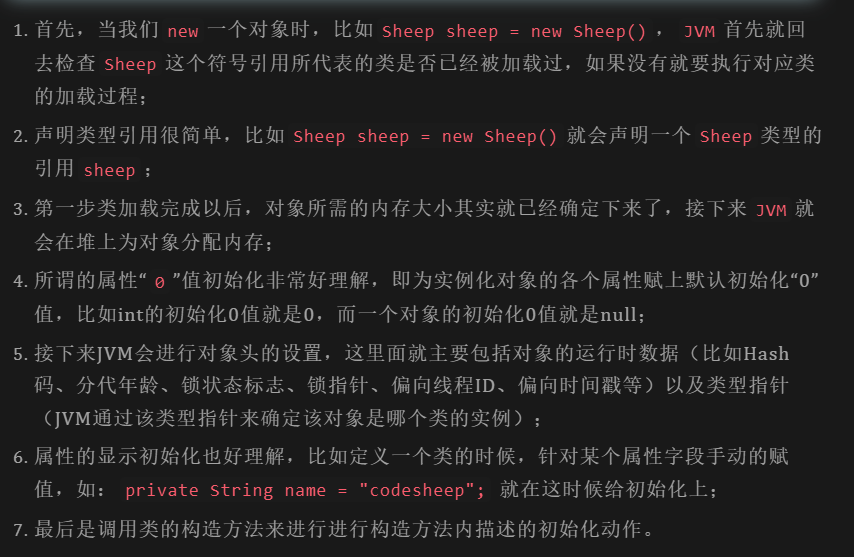 1. 首先，当我们 new 一个对象时，比如 Sheep sheep = new Sheep() ， JVM 首先就回
去检查 Sheep 这个符号引用所代表的类是否已经被加载过，如果没有就要执行对应类
的加载过程；
2. 声明类型引用很简单，比如 Sheep sheep = new Sheep() 就会声明一个 Sheep 类型的
引用 sheep ；
3. 第一步类加载完成以后，对象所需的内存大小其实就已经确定下来了，接下来 JVM 就
会在堆上为对象分配内存；
4. 所谓的属性“ 0 ”值初始化非常好理解，即为实例化对象的各个属性赋上默认初始化“0”
值，比如int的初始化0值就是0，而一个对象的初始化0值就是null；
5. 接下来JVM会进行对象头的设置，这里面就主要包括对象的运行时数据（比如Hash
码、分代年龄、锁状态标志、锁指针、偏向线程ID、偏向时间戳等）以及类型指针
（JVM通过该类型指针来确定该对象是哪个类的实例）；
6. 属性的显示初始化也好理解，比如定义一个类的时候，针对某个属性字段手动的赋
值，如： private String name = "codesheep"; 就在这时候给初始化上；
7. 最后是调用类的构造方法来进行进行构造方法内描述的初始化动作。